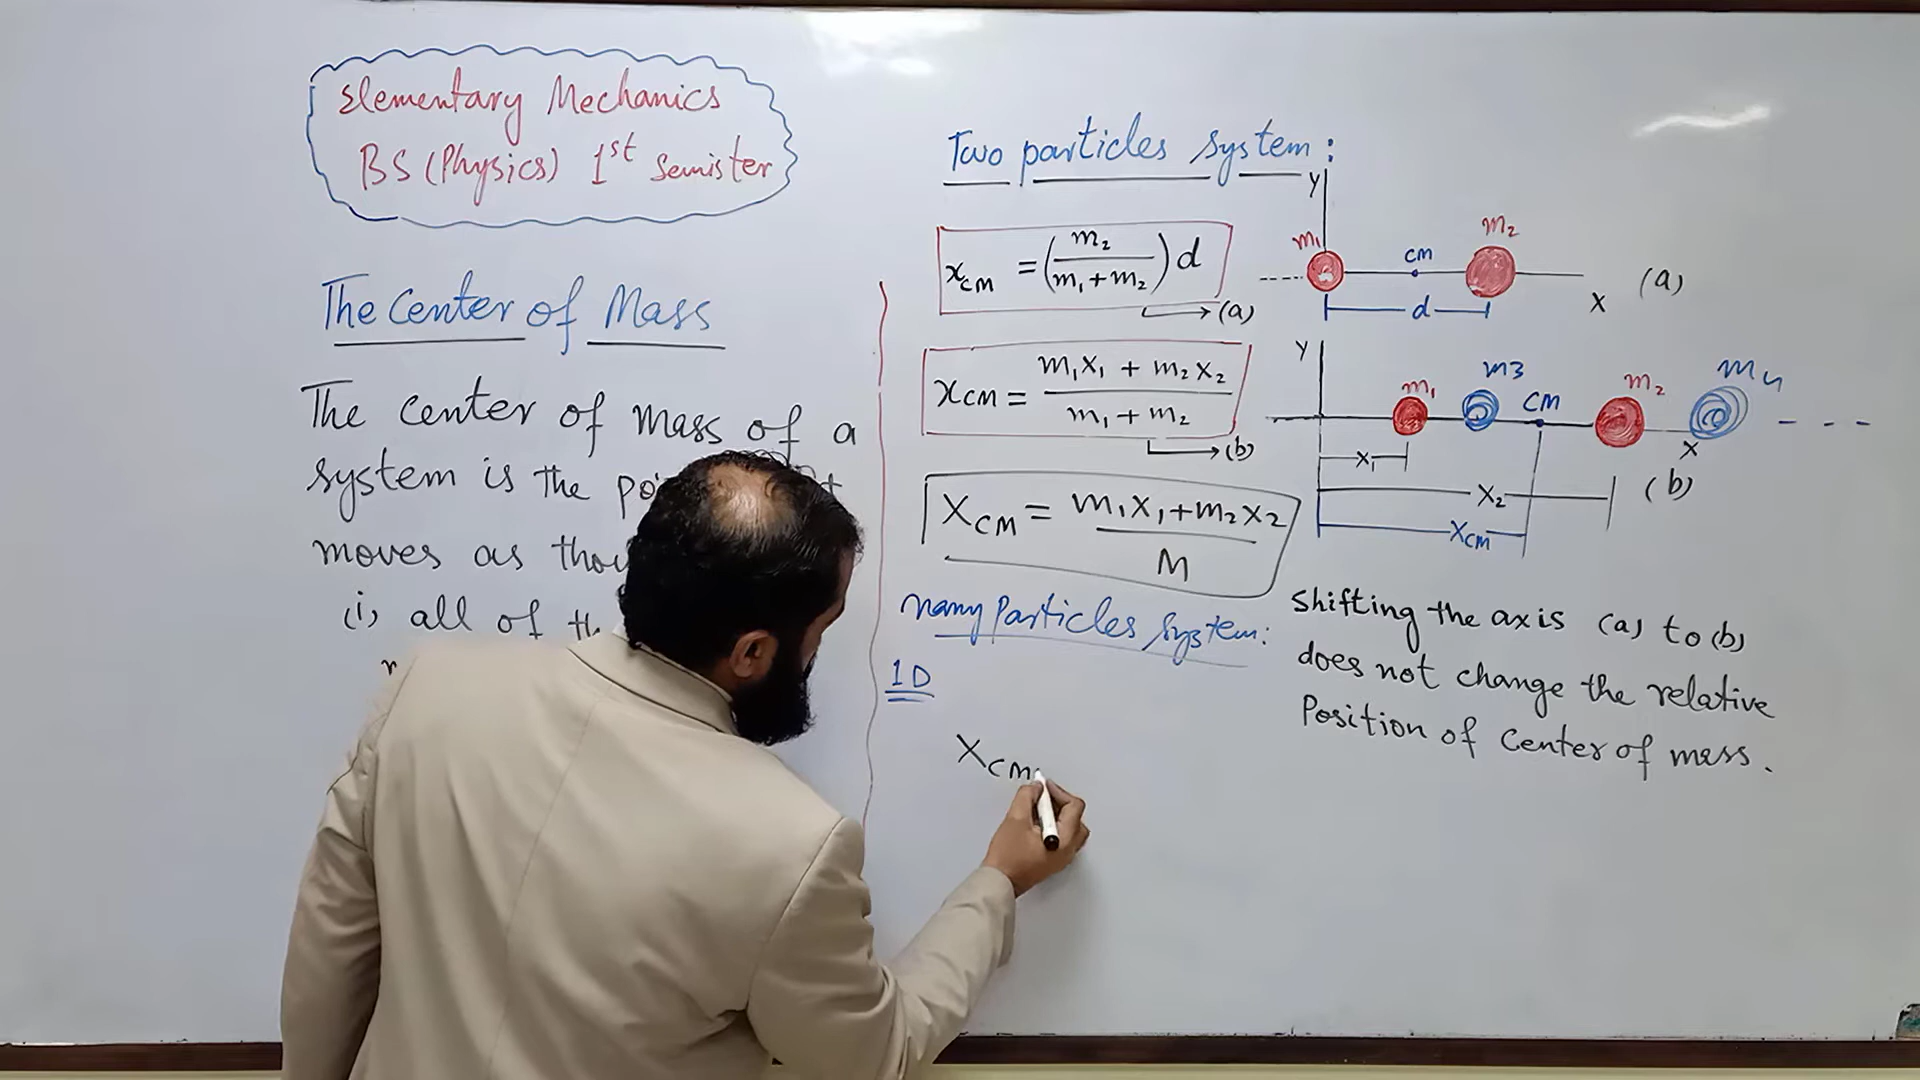 Elementary Mechanics
BS (Physics) 1st Semister
The Center of Mass
The center of mass of a
system is the
moves as
(i) all of
Two particles system:
xCM = (m₂ / m₁ + m₂) d
→ (a)
xCM = m₁x₁ + m₂x₂ / m₁ + m₂
→ (b)
XCM = m₁x₁ + m₂x₂ / M
many Particles system:
1D
XCM
y
m₁
CM
m₂
d
x
(a)
y
m₁
m3
CM
m₂
m4
x
x₁
x₂
(b)
XCM
Shifting the axis (a) to (b)
does not change the relative
Position of center of mass.